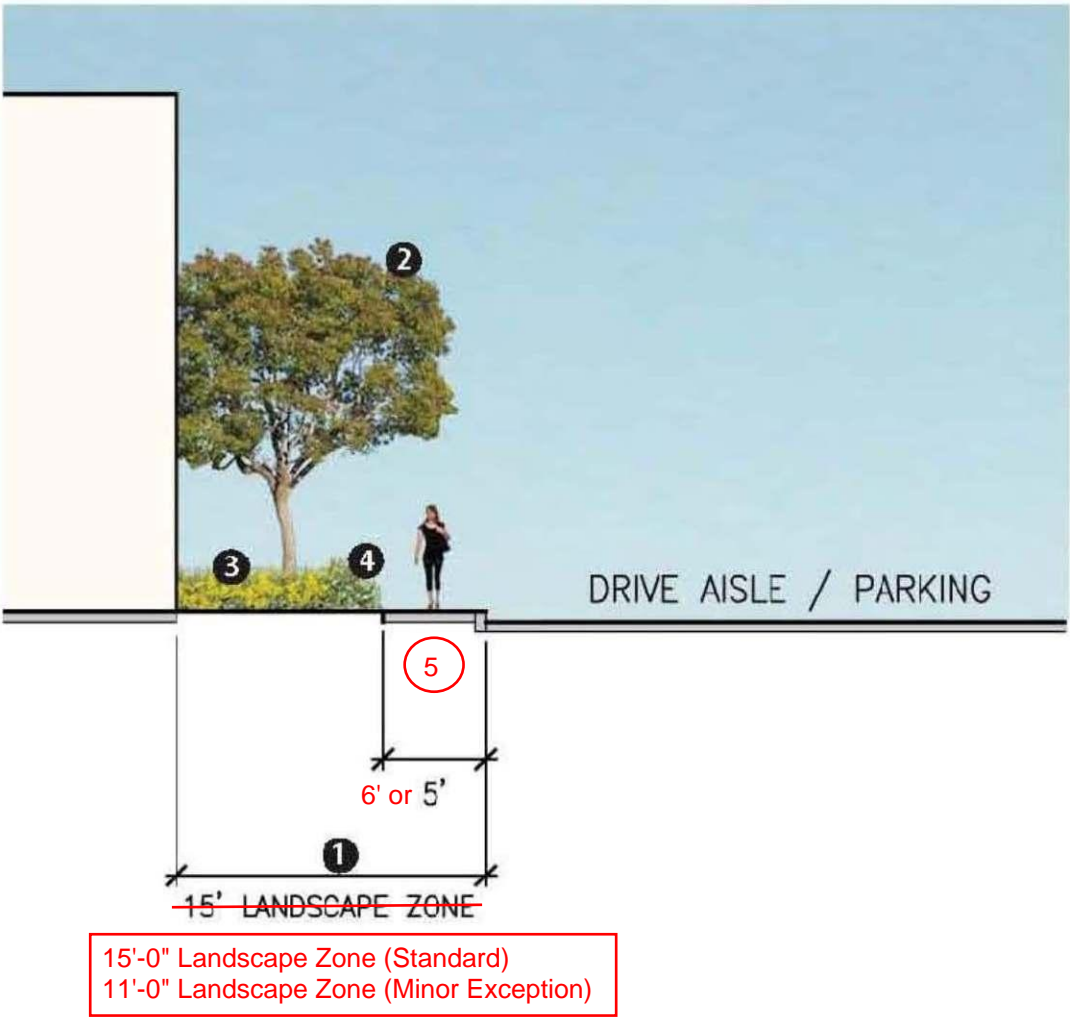 2
3
4
DRIVE AISLE / PARKING
5
6' or 5'
1
15' LANDSCAPE ZONE
15'-0" Landscape Zone (Standard)
11'-0" Landscape Zone (Minor Exception)